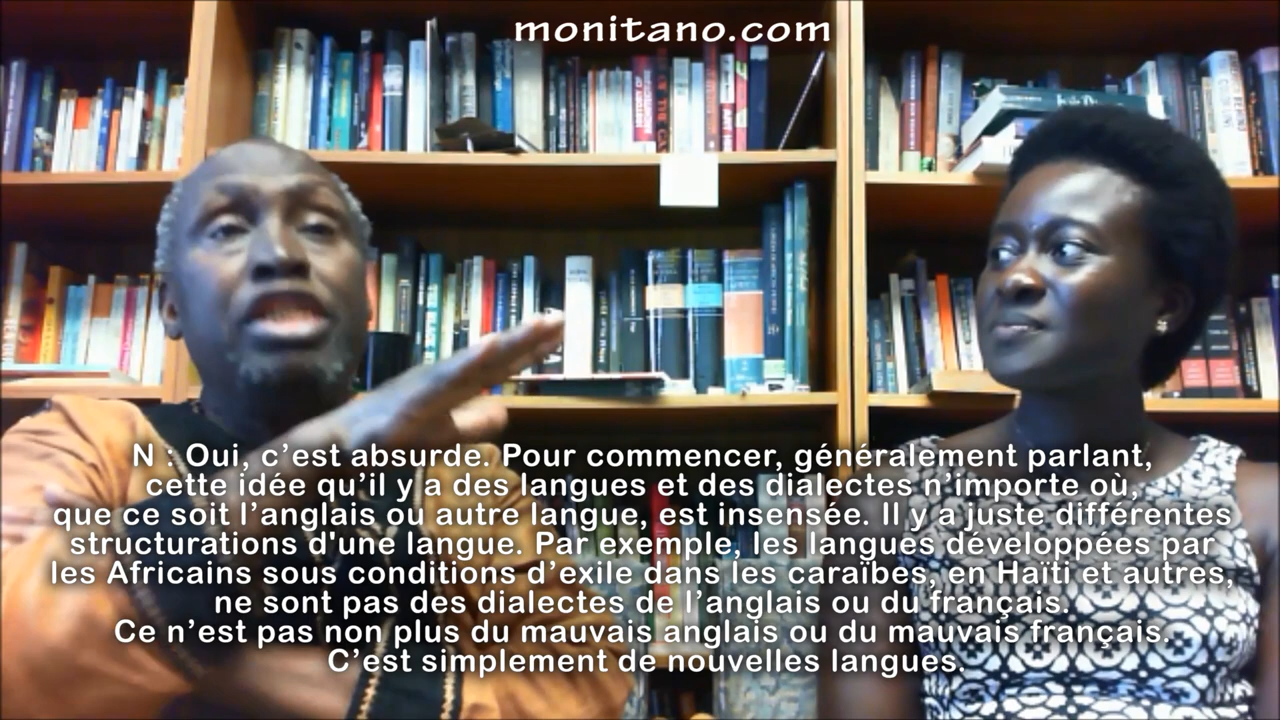 monitano.com
N : Oui, c’est absurde. Pour commencer, généralement parlant,
cette idée qu’il y a des langues et des dialectes n’importe où,
que ce soit l’anglais ou autre langue, est insensée. Il y a juste différentes
structurations d'une langue. Par exemple, les langues développées par
les Africains sous conditions d’exile dans les caraïbes, en Haïti et autres,
ne sont pas des dialectes de l’anglais ou du français.
Ce n’est pas non plus du mauvais anglais ou du mauvais français.
C’est simplement de nouvelles langues.